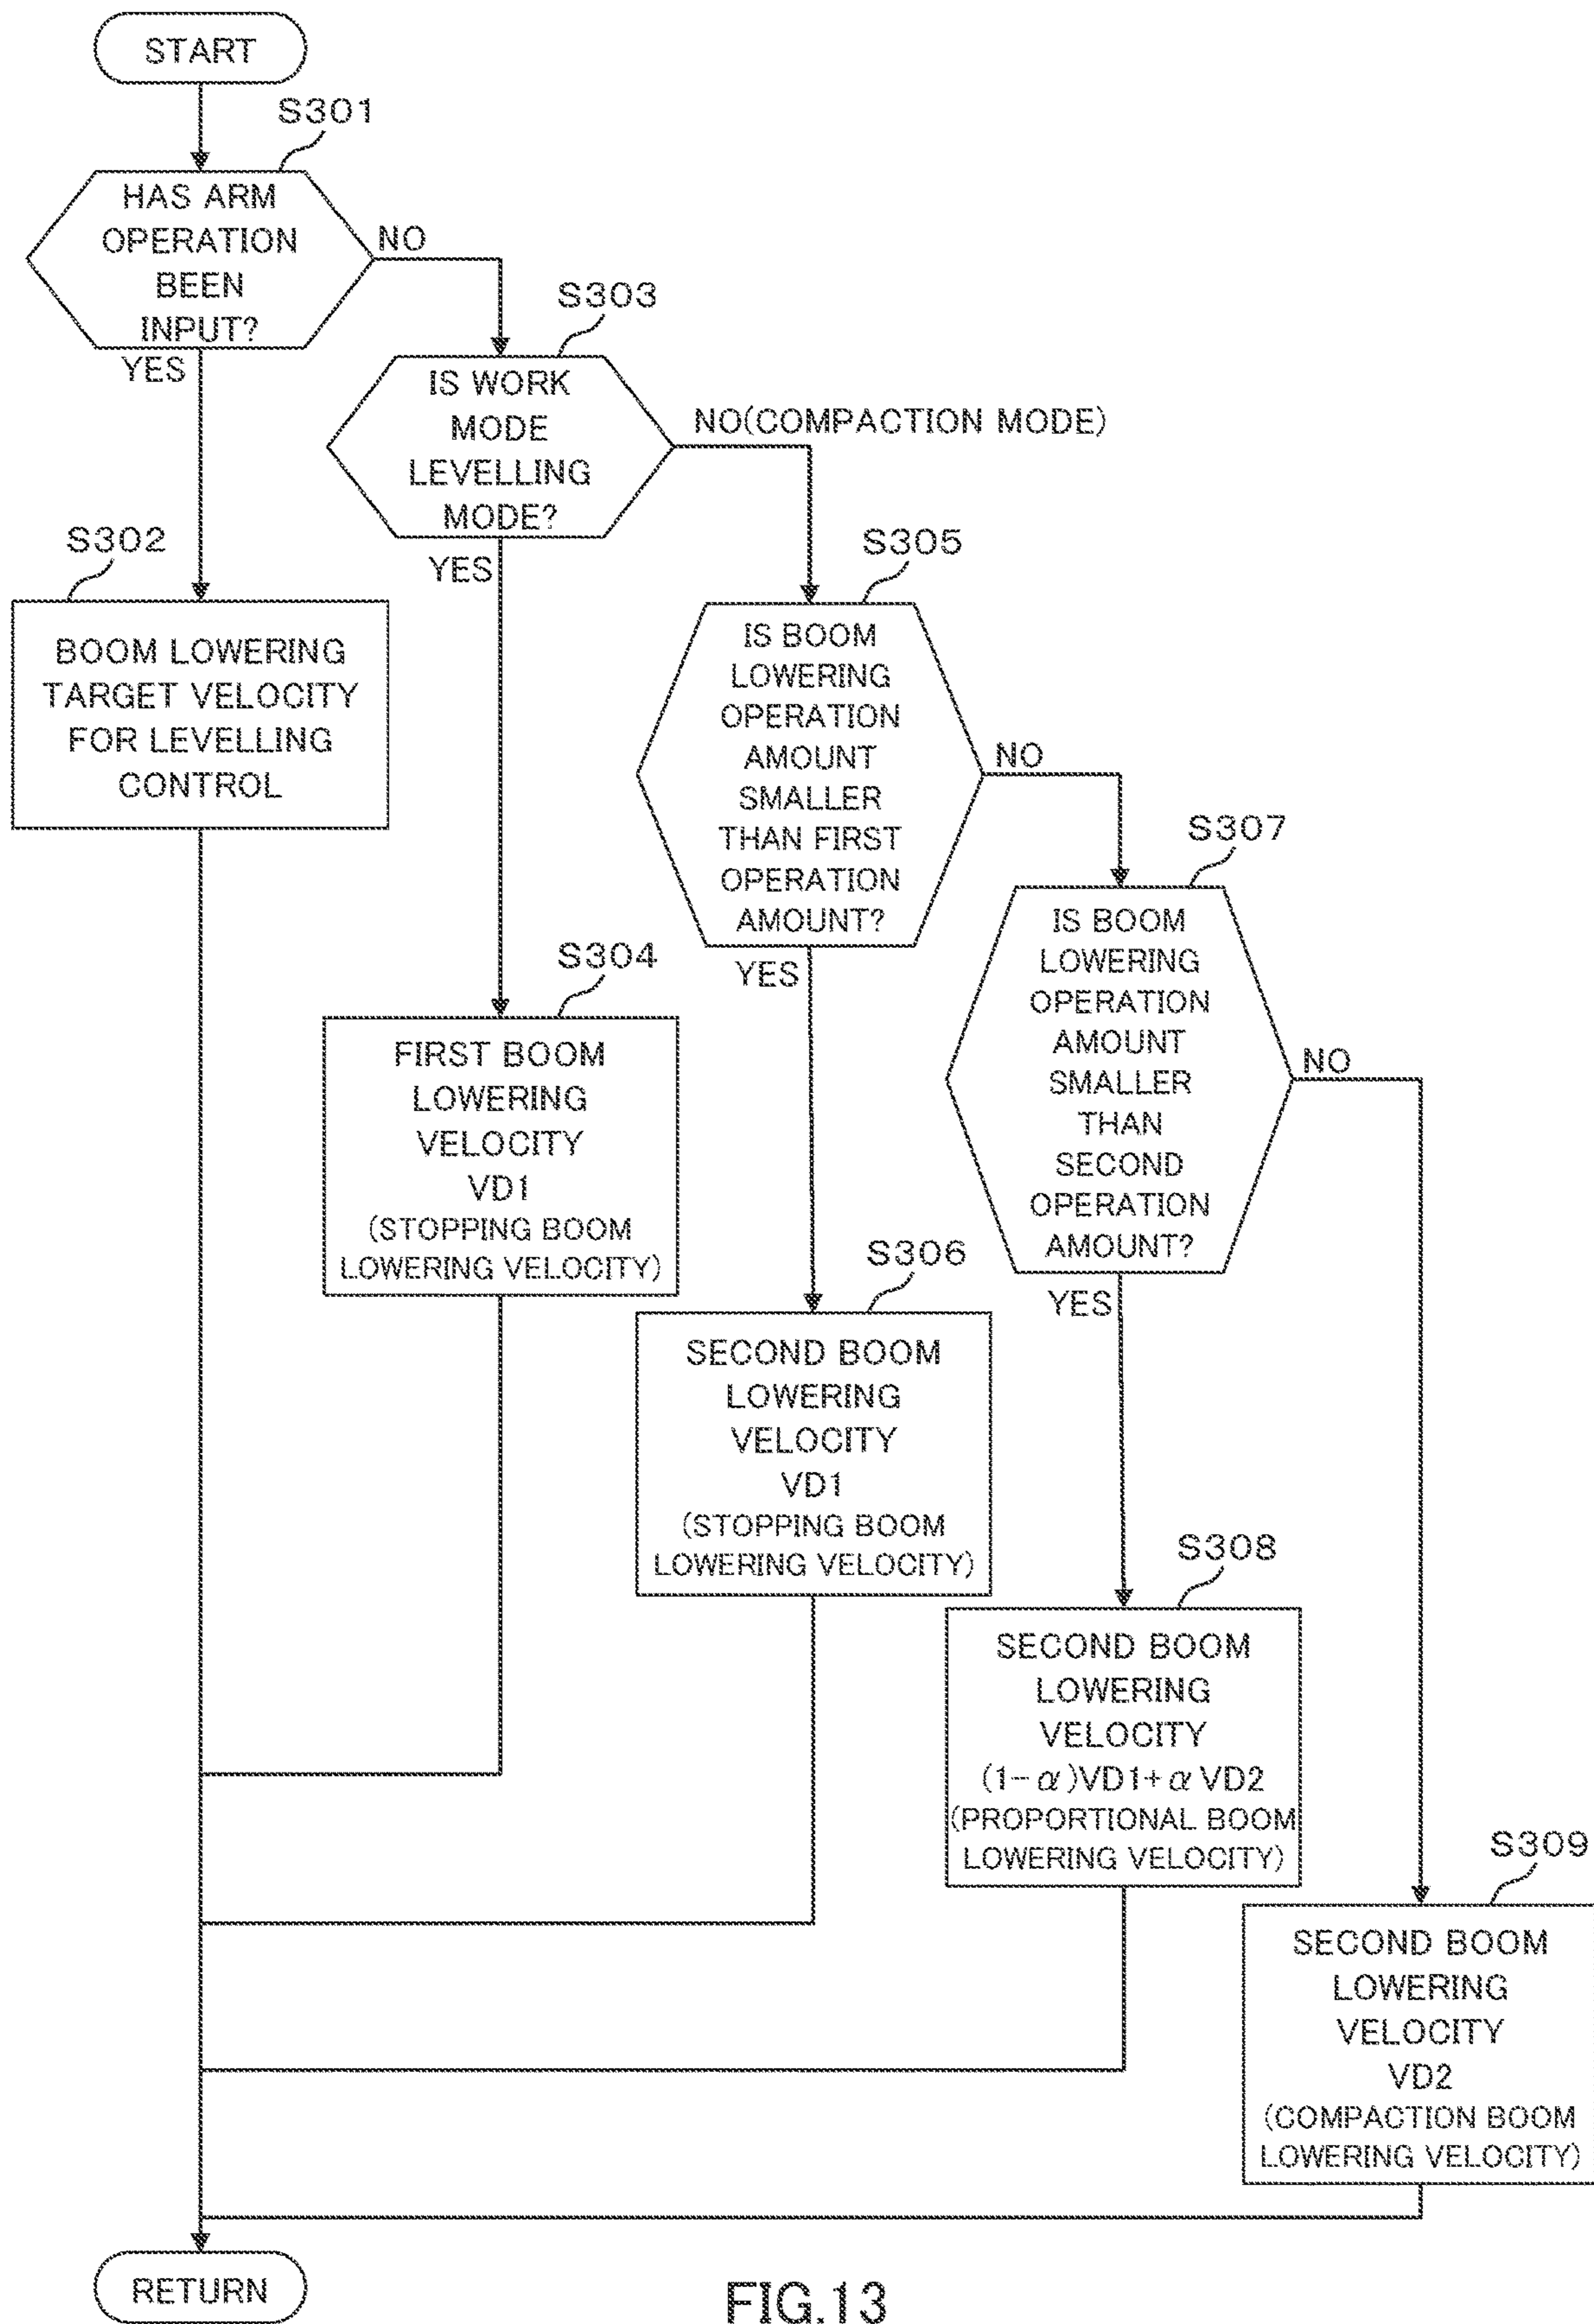 START
S301
HAS ARM
OPERATION
BEEN
INPUT?
NO
YES
S303
IS WORK
MODE
LEVELLING
MODE?
NO(COMPACTION MODE)
YES
S302
BOOM LOWERING
TARGET VELOCITY
FOR LEVELLING
CONTROL
S305
IS BOOM
LOWERING
OPERATION
AMOUNT
SMALLER
THAN FIRST
OPERATION
AMOUNT?
NO
YES
S307
IS BOOM
LOWERING
OPERATION
AMOUNT
SMALLER
THAN
SECOND
OPERATION
AMOUNT?
NO
YES
S304
FIRST BOOM
LOWERING
VELOCITY
VD1
(STOPPING BOOM
LOWERING VELOCITY)
S306
SECOND BOOM
LOWERING
VELOCITY
VD1
(STOPPING BOOM
LOWERING VELOCITY)
S308
SECOND BOOM
LOWERING
VELOCITY
(1-α)VD1+αVD2
(PROPORTIONAL BOOM
LOWERING VELOCITY)
S309
SECOND BOOM
LOWERING
VELOCITY
VD2
(COMPACTION BOOM
LOWERING VELOCITY)
RETURN
FIG.13